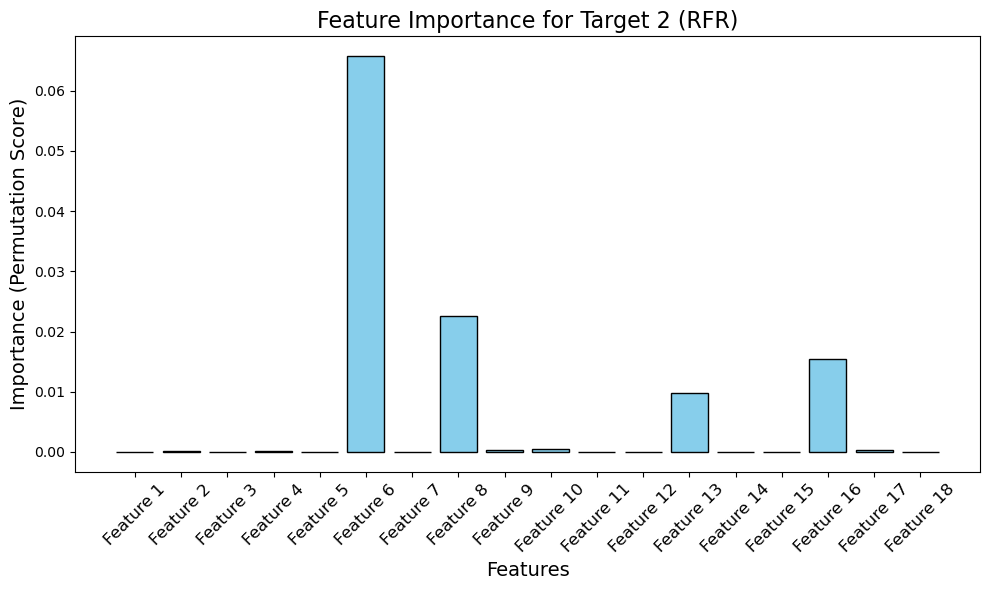 Feature Importance for Target 2 (RFR)
Importance (Permutation Score)
0.06
0.05
0.04
0.03
0.02
0.01
0.00
Feature 1
Feature 2
Feature 3
Feature 4
Feature 5
Feature 6
Feature 7
Feature 8
Feature 9
Feature 10
Feature 11
Feature 12
Feature 13
Feature 14
Feature 15
Feature 16
Feature 17
Feature 18
Features